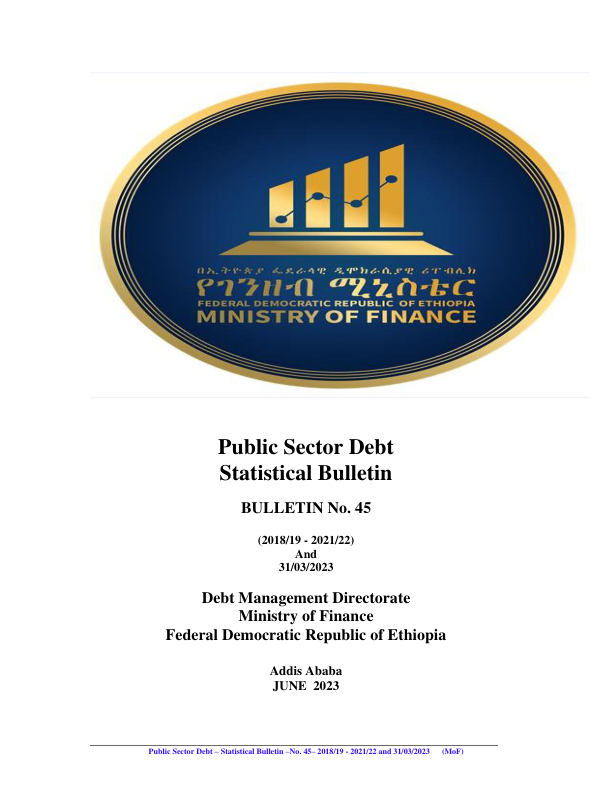 በኢትዮጵያ ፌደራላዊ ዲሞክራሲያዊ ሪፐብሊክ
የገንዘብ ሚኒስቴር
FEDERAL DEMOCRATIC REPUBLIC OF ETHIOPIA
MINISTRY OF FINANCE
Public Sector Debt
Statistical Bulletin
BULLETIN No. 45
(2018/19 - 2021/22)
And
31/03/2023
Debt Management Directorate
Ministry of Finance
Federal Democratic Republic of Ethiopia
Addis Ababa
JUNE 2023
Public Sector Debt – Statistical Bulletin –No. 45– 2018/19 - 2021/22 and 31/03/2023 (MoF)